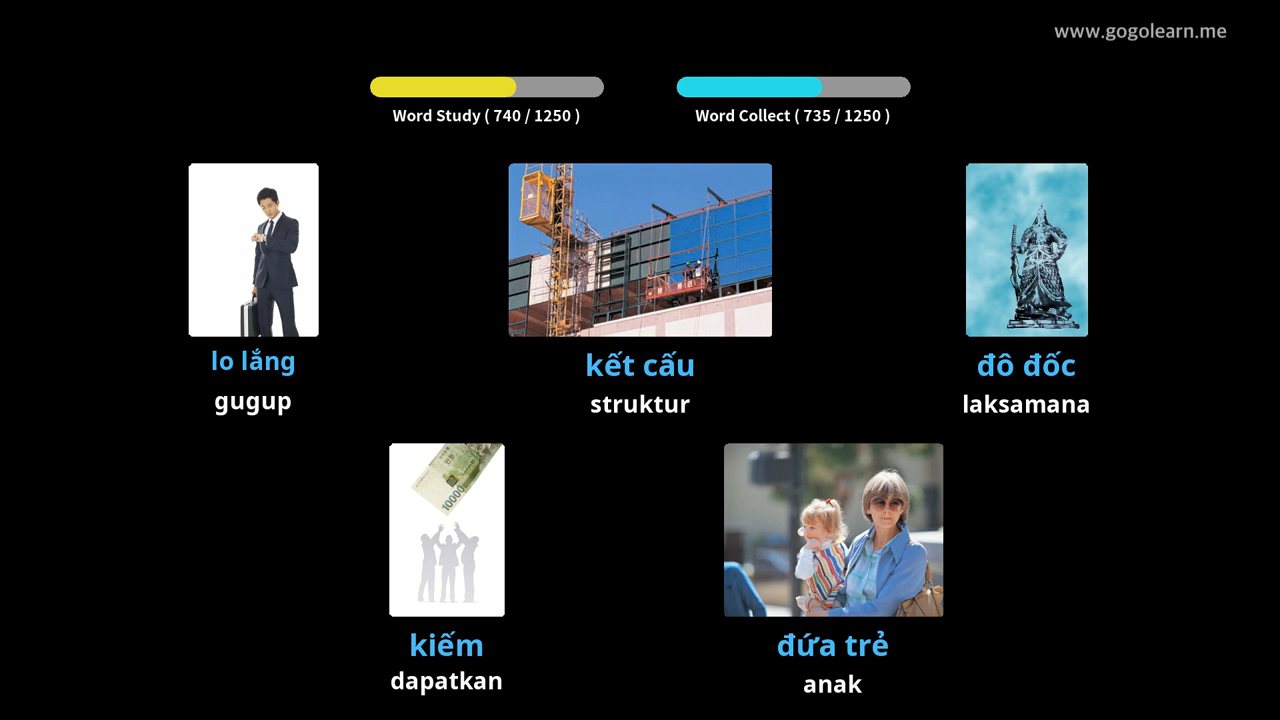 www.gogolearn.me
Word Study ( 740 / 1250 )
Word Collect ( 735 / 1250 )
lo lắng
gugup
kết cấu
struktur
đô đốc
laksamana
10000
kiếm
dapatkan
đứa trẻ
anak